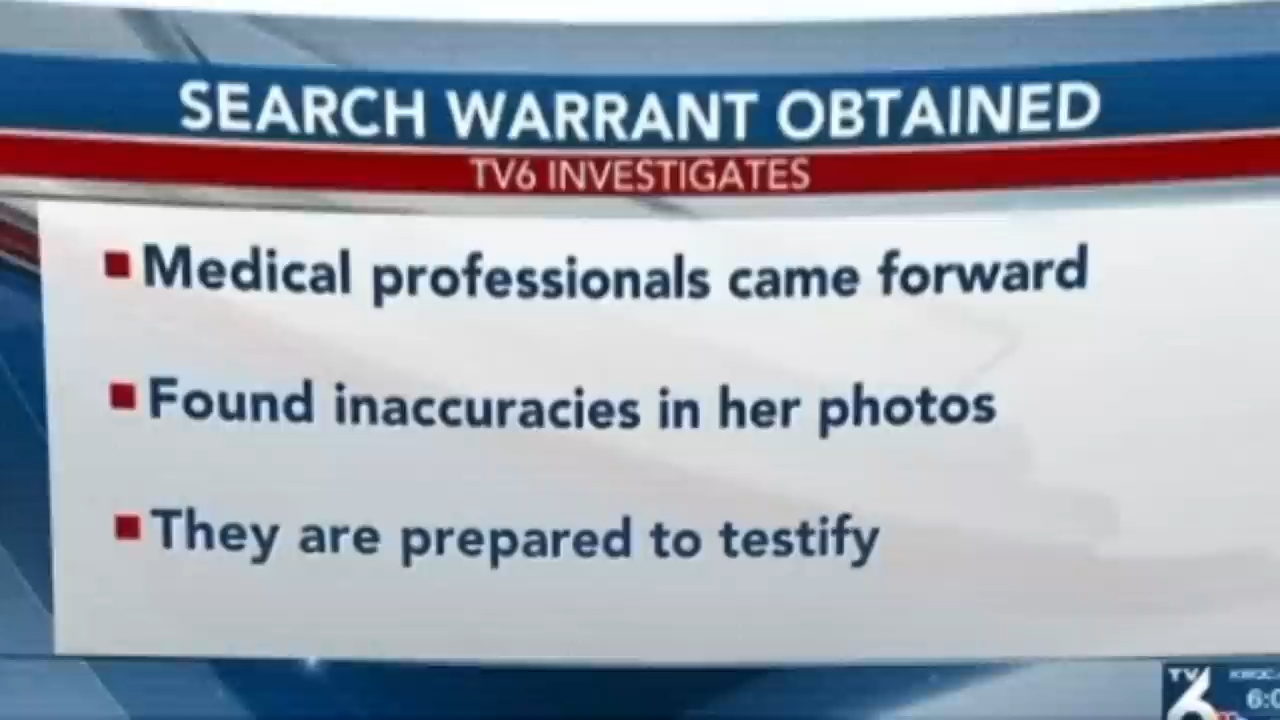 SEARCH WARRANT OBTAINED
TV6 INVESTIGATES
Medical professionals came forward
Found inaccuracies in her photos
They are prepared to testify
TV6